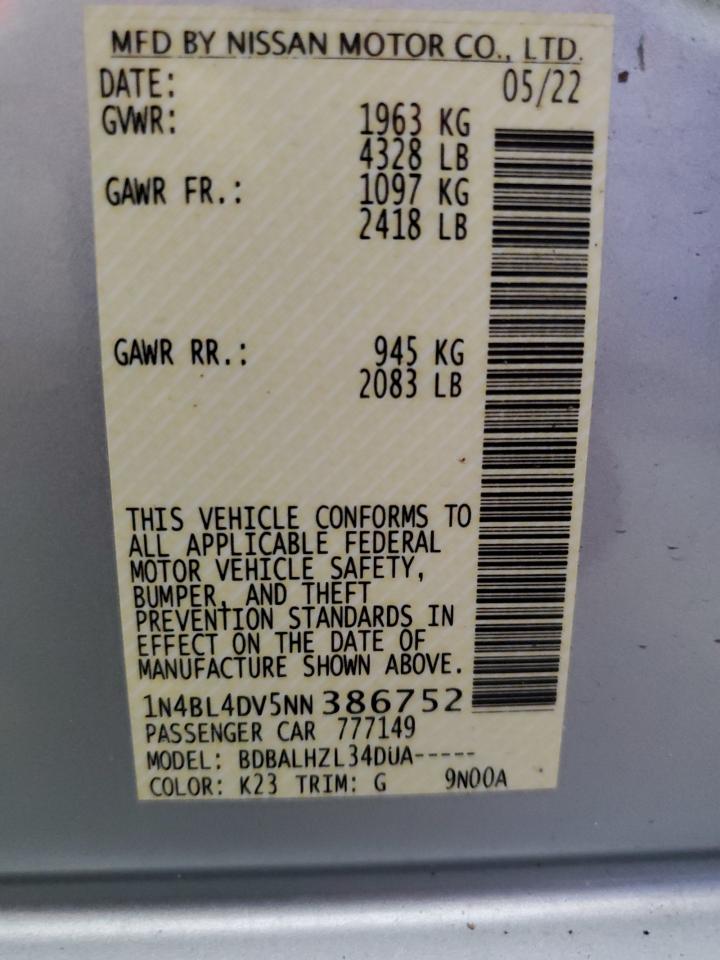 MFD BY NISSAN MOTOR CO., LTD.
DATE: 05/22
GVWR: 1963 KG
4328 LB
GAWR FR.: 1097 KG
2418 LB
GAWR RR.: 945 KG
2083 LB
THIS VEHICLE CONFORMS TO
ALL APPLICABLE FEDERAL
MOTOR VEHICLE SAFETY,
BUMPER, AND THEFT
PREVENTION STANDARDS IN
EFFECT ON THE DATE OF
MANUFACTURE SHOWN ABOVE.
1N4BL4DV5NN386752
PASSENGER CAR 777149
MODEL: BDBALHZL34DUA-----
COLOR: K23 TRIM: G 9N00A